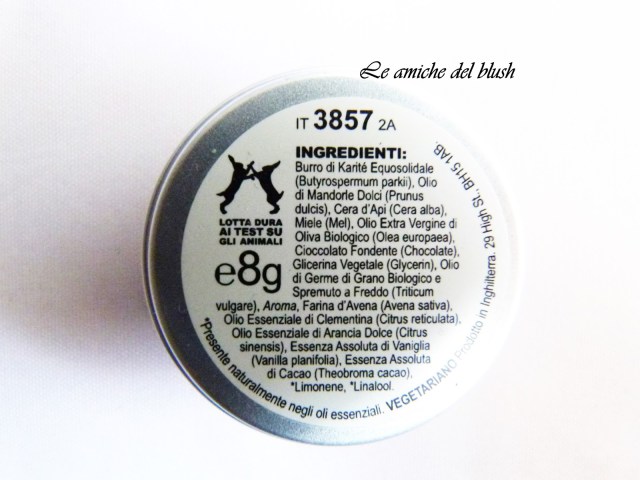 Le amiche del blush
IT 3857 2A
INGREDIENTI:
Burro di Karité Equosolidale
(Butyrospermum parkii), Olio
di Mandorle Dolci (Prunus
dulcis), Cera d'Api (Cera alba),
Miele (Mel), Olio Extra Vergine di
Oliva Biologico (Olea europaea),
Cioccolato Fondente (Chocolate),
Glicerina Vegetale (Glycerin), Olio
di Germe di Grano Biologico e
Spremuto a Freddo (Triticum
vulgare), Aroma, Farina d'Avena (Avena sativa),
Olio Essenziale di Clementina (Citrus reticulata),
Olio Essenziale di Arancia Dolce (Citrus
sinensis), Essenza Assoluta di Vaniglia
(Vanilla planifolia), Essenza Assoluta
di Cacao (Theobroma cacao),
*Limonene, *Linalool.
LOTTA DURA
AI TEST SU
GLI ANIMALI
e8g
*Presente naturalmente negli oli essenziali. VEGETARIANO Prodotto in Inghilterra. 29 High St., BH15 1AB.